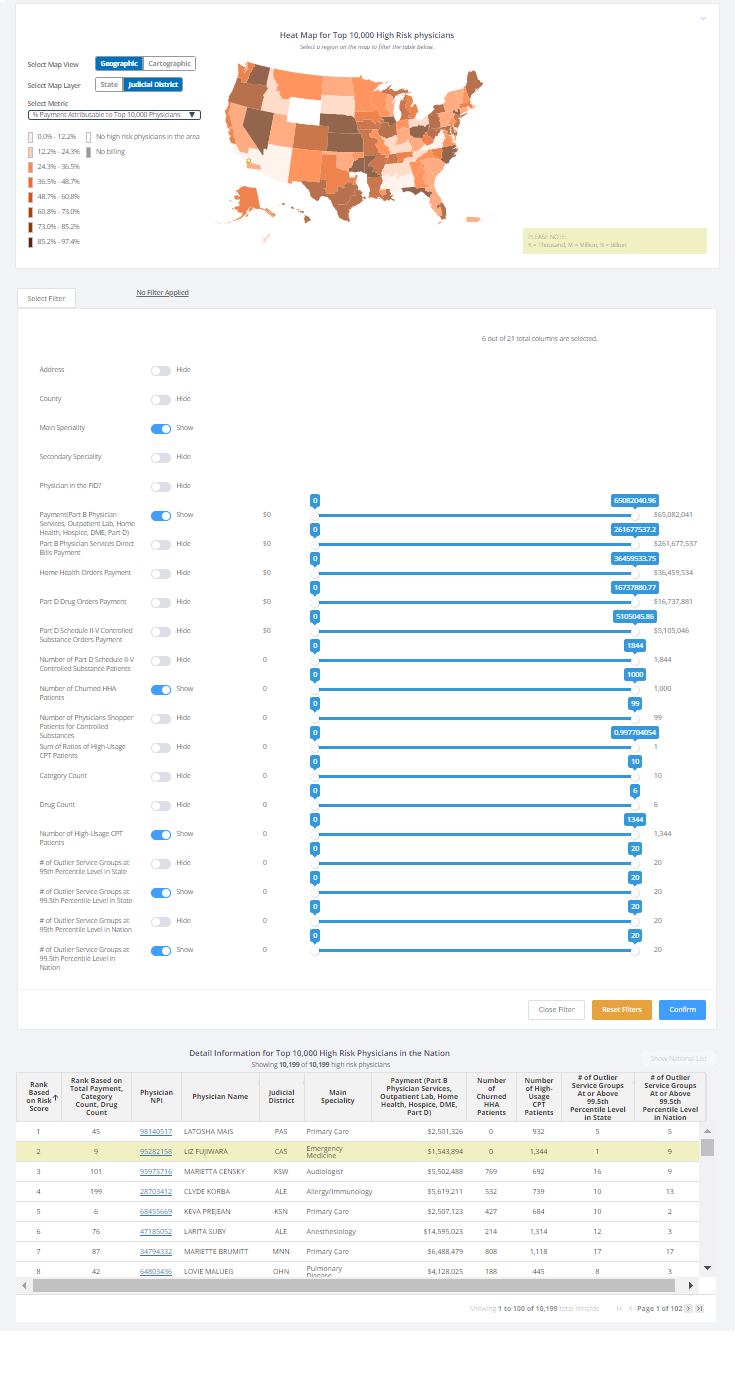 Heat Map for Top 10,000 High Risk physicians
Select a region on the map to filter the table below.
Select Map View
Geographic
Cartographic
Select Map Layer
State
Judicial District
Select Metric
% Payment Attributable to Top 10,000 Physicians
0.0% - 12.2%
No high risk physicians in the area
12.2% - 24.3%
No billing
24.3% - 36.5%
36.5% - 48.7%
48.7% - 60.8%
60.8% - 73.0%
73.0% - 85.2%
85.2% - 97.4%
PLEASE NOTE:
K = Thousand, M = Million, B = Billion
Select Filter
No Filter Applied
6 out of 21 total columns are selected.
Address
Hide
County
Hide
Main Speciality
Show
Secondary Speciality
Hide
Physician in the FID?
Hide
Payment(Part B Physician
Services, Outpatient Lab, Home
Health, Hospice, DME, Part D)
Show
$0
0
65082040.96
$65,082,041
Part B Physician Services Direct
Bills Payment
Hide
$0
0
261677537.2
$261,677,537
Home Health Orders Payment
Hide
$0
0
36459533.75
$36,459,534
Part D Drug Orders Payment
Hide
$0
0
16737880.77
$16,737,881
Part D Schedule II-V Controlled
Substance Orders Payment
Hide
$0
0
5105045.86
$5,105,046
Number of Part D Schedule II-V
Controlled Substance Patients
Hide
0
0
1844
1,844
Number of Churned HHA
Patients
Show
0
0
1000
1,000
Number of Physicians Shopper
Patients for Controlled
Substances
Hide
0
0
99
99
Sum of Ratios of High-Usage
CPT Patients
Hide
0
0
0.997704054
1
Category Count
Hide
0
0
10
10
Drug Count
Hide
0
0
6
6
Number of High-Usage CPT
Patients
Show
0
0
1344
1,344
# of Outlier Service Groups at
95th Percentile Level in State
Hide
0
0
20
20
# of Outlier Service Groups at
99.5th Percentile Level in State
Show
0
0
20
20
# of Outlier Service Groups at
95th Percentile Level in Nation
Hide
0
0
20
20
# of Outlier Service Groups at
99.5th Percentile Level in
Nation
Show
0
0
20
20
Close Filter
Reset Filters
Confirm
Detail Information for Top 10,000 High Risk Physicians in the Nation
Showing 10,199 of 10,199 high risk physicians
Show National List
Rank
Based
on Risk
Score
Rank Based on
Total Payment,
Category
Count, Drug
Count
Physician
NPI
Physician Name
Judicial
District
Main
Speciality
Payment (Part B
Physician Services,
Outpatient Lab, Home
Health, Hospice, DME,
Part D)
Number
of
Churned
HHA
Patients
Number
of High-
Usage
CPT
Patients
# of Outlier
Service Groups
At or Above
99.5th
Percentile Level
in State
# of Outlier
Service Groups
At or Above
99.5th
Percentile Level
in Nation
1 45 98140517 LATOSHA MAIS PAS Primary Care $2,501,326 0 932 5 5
2 9 95282158 LIZ FUJIWARA CAS Emergency Medicine $1,543,894 0 1,344 1 9
3 101 95975716 MARIETTA CENSKY KSW Audiologist $5,502,488 769 692 16 9
4 199 28703412 CLYDE KORBA ALE Allergy/Immunology $5,619,211 532 739 10 13
5 6 68455669 KEVA PREJEAN KSN Primary Care $2,507,123 427 684 10 2
6 76 47185052 LARITA SUBY ALE Anesthesiology $14,595,023 214 1,314 12 3
7 87 34794332 MARIETTE BRUMITT MNN Primary Care $6,488,479 808 1,118 17 17
8 42 64803436 LOVIE MALUEG OHN Pulmonary Disease $4,128,025 188 445 8 3
Showing 1 to 100 of 10,199 total records
Page 1 of 102